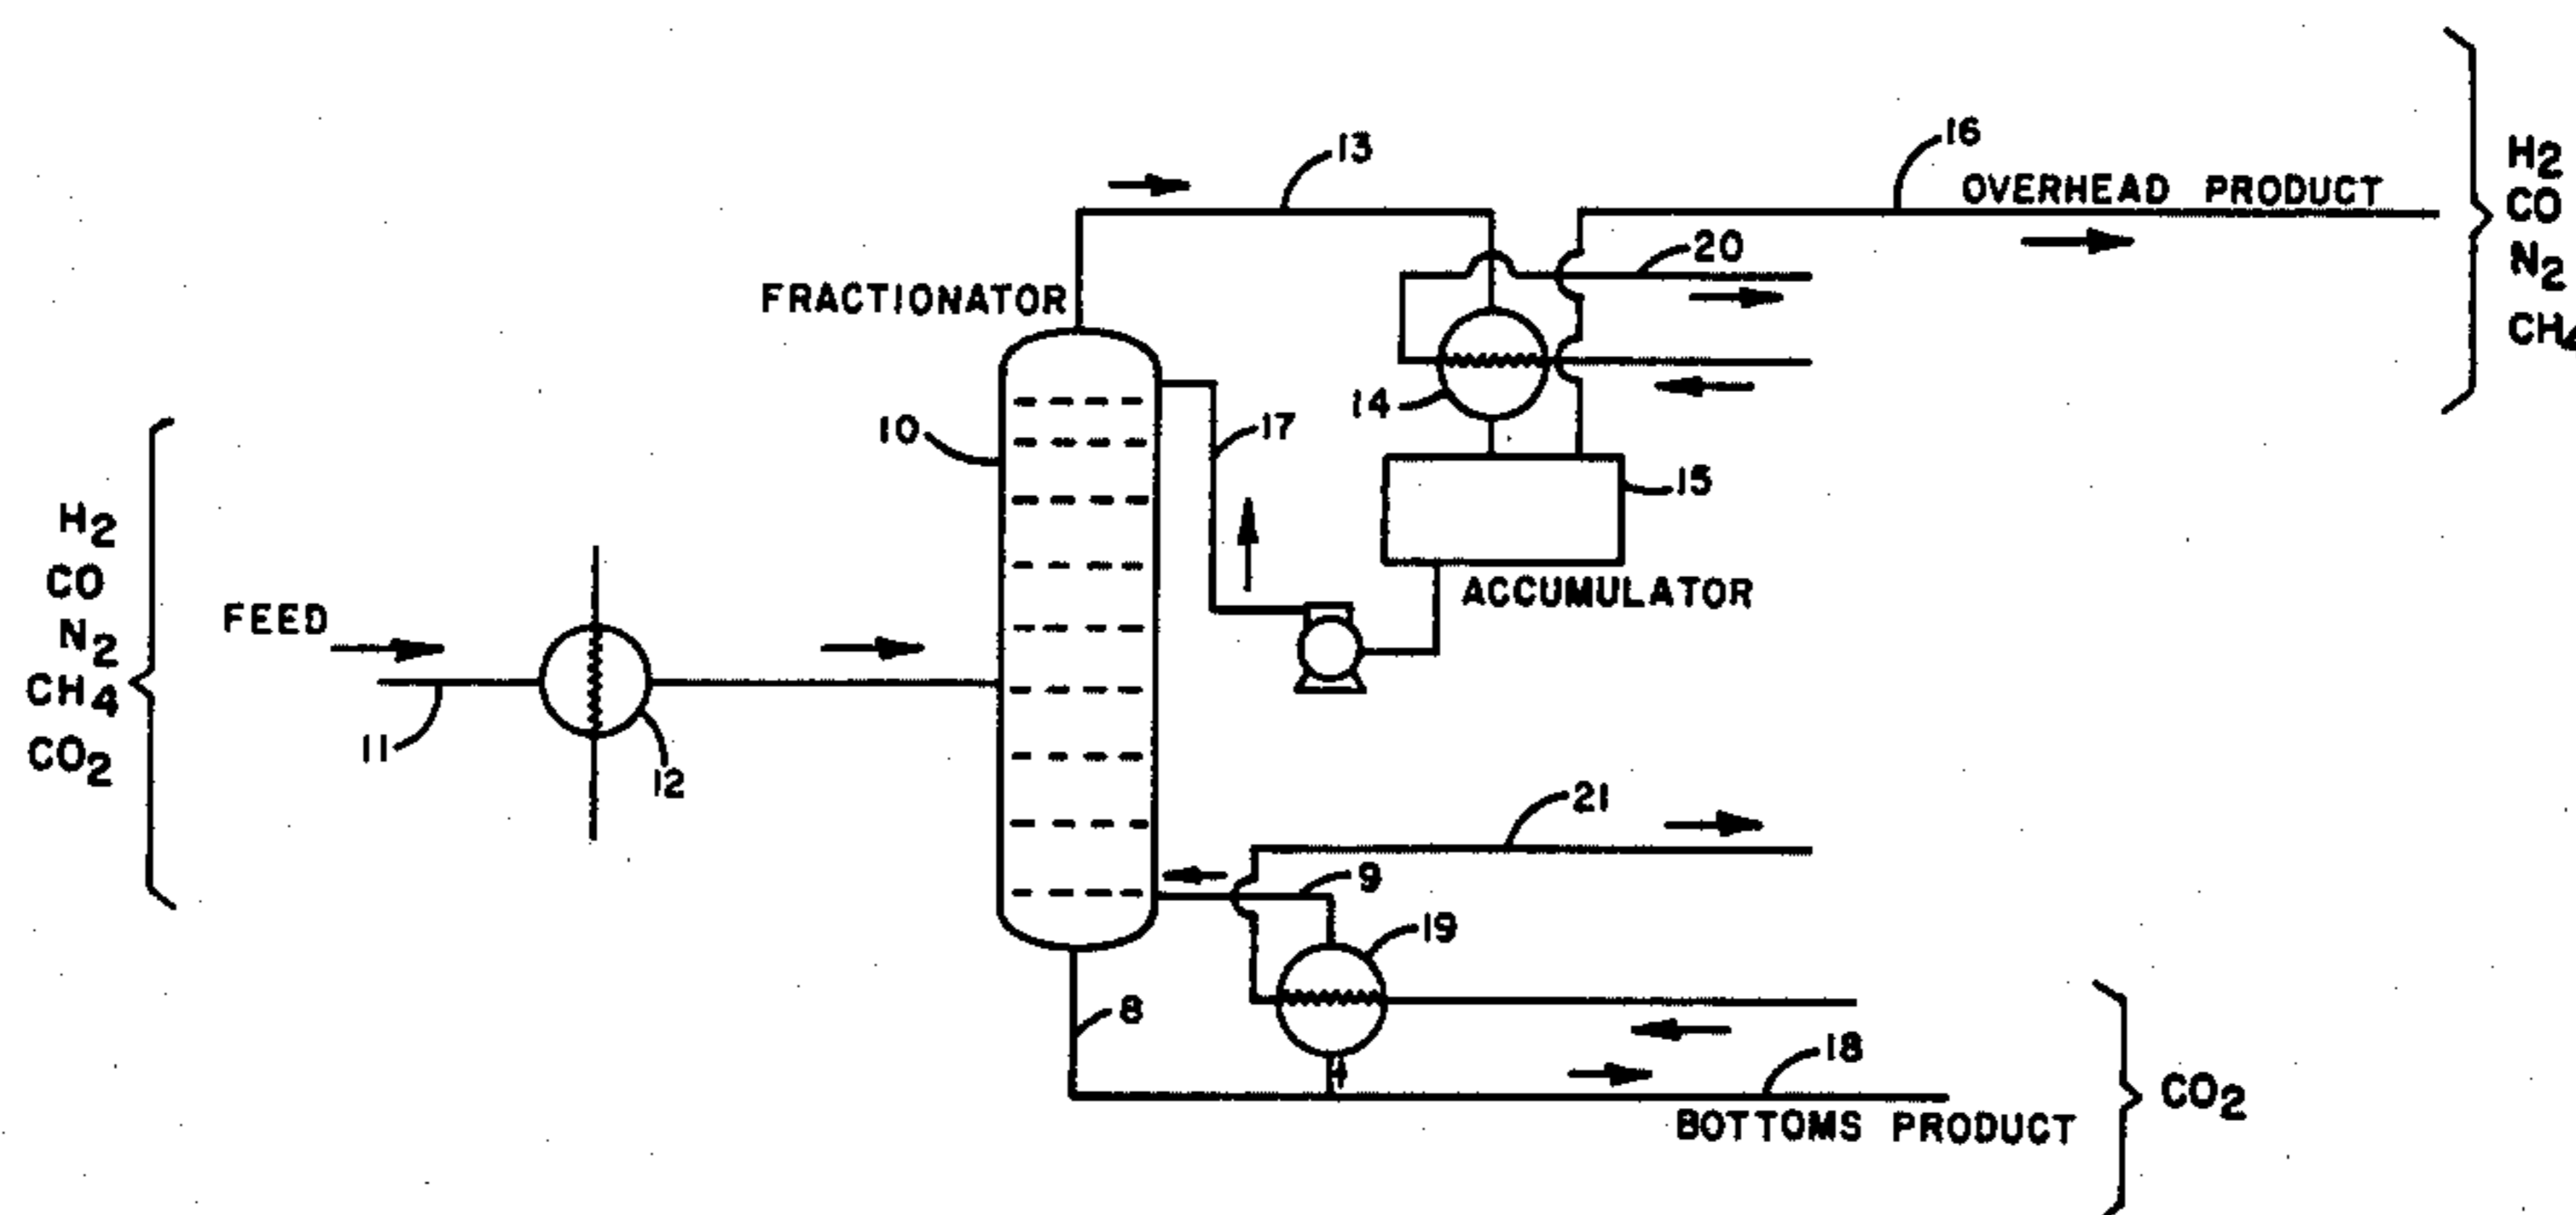 13
16
OVERHEAD PRODUCT
H2
CO
N2
CH4
20
FRACTIONATOR
14
10
17
15
H2
CO
N2
CH4
CO2
FEED
ACCUMULATOR
11
12
21
9
19
8
18
CO2
BOTTOMS PRODUCT